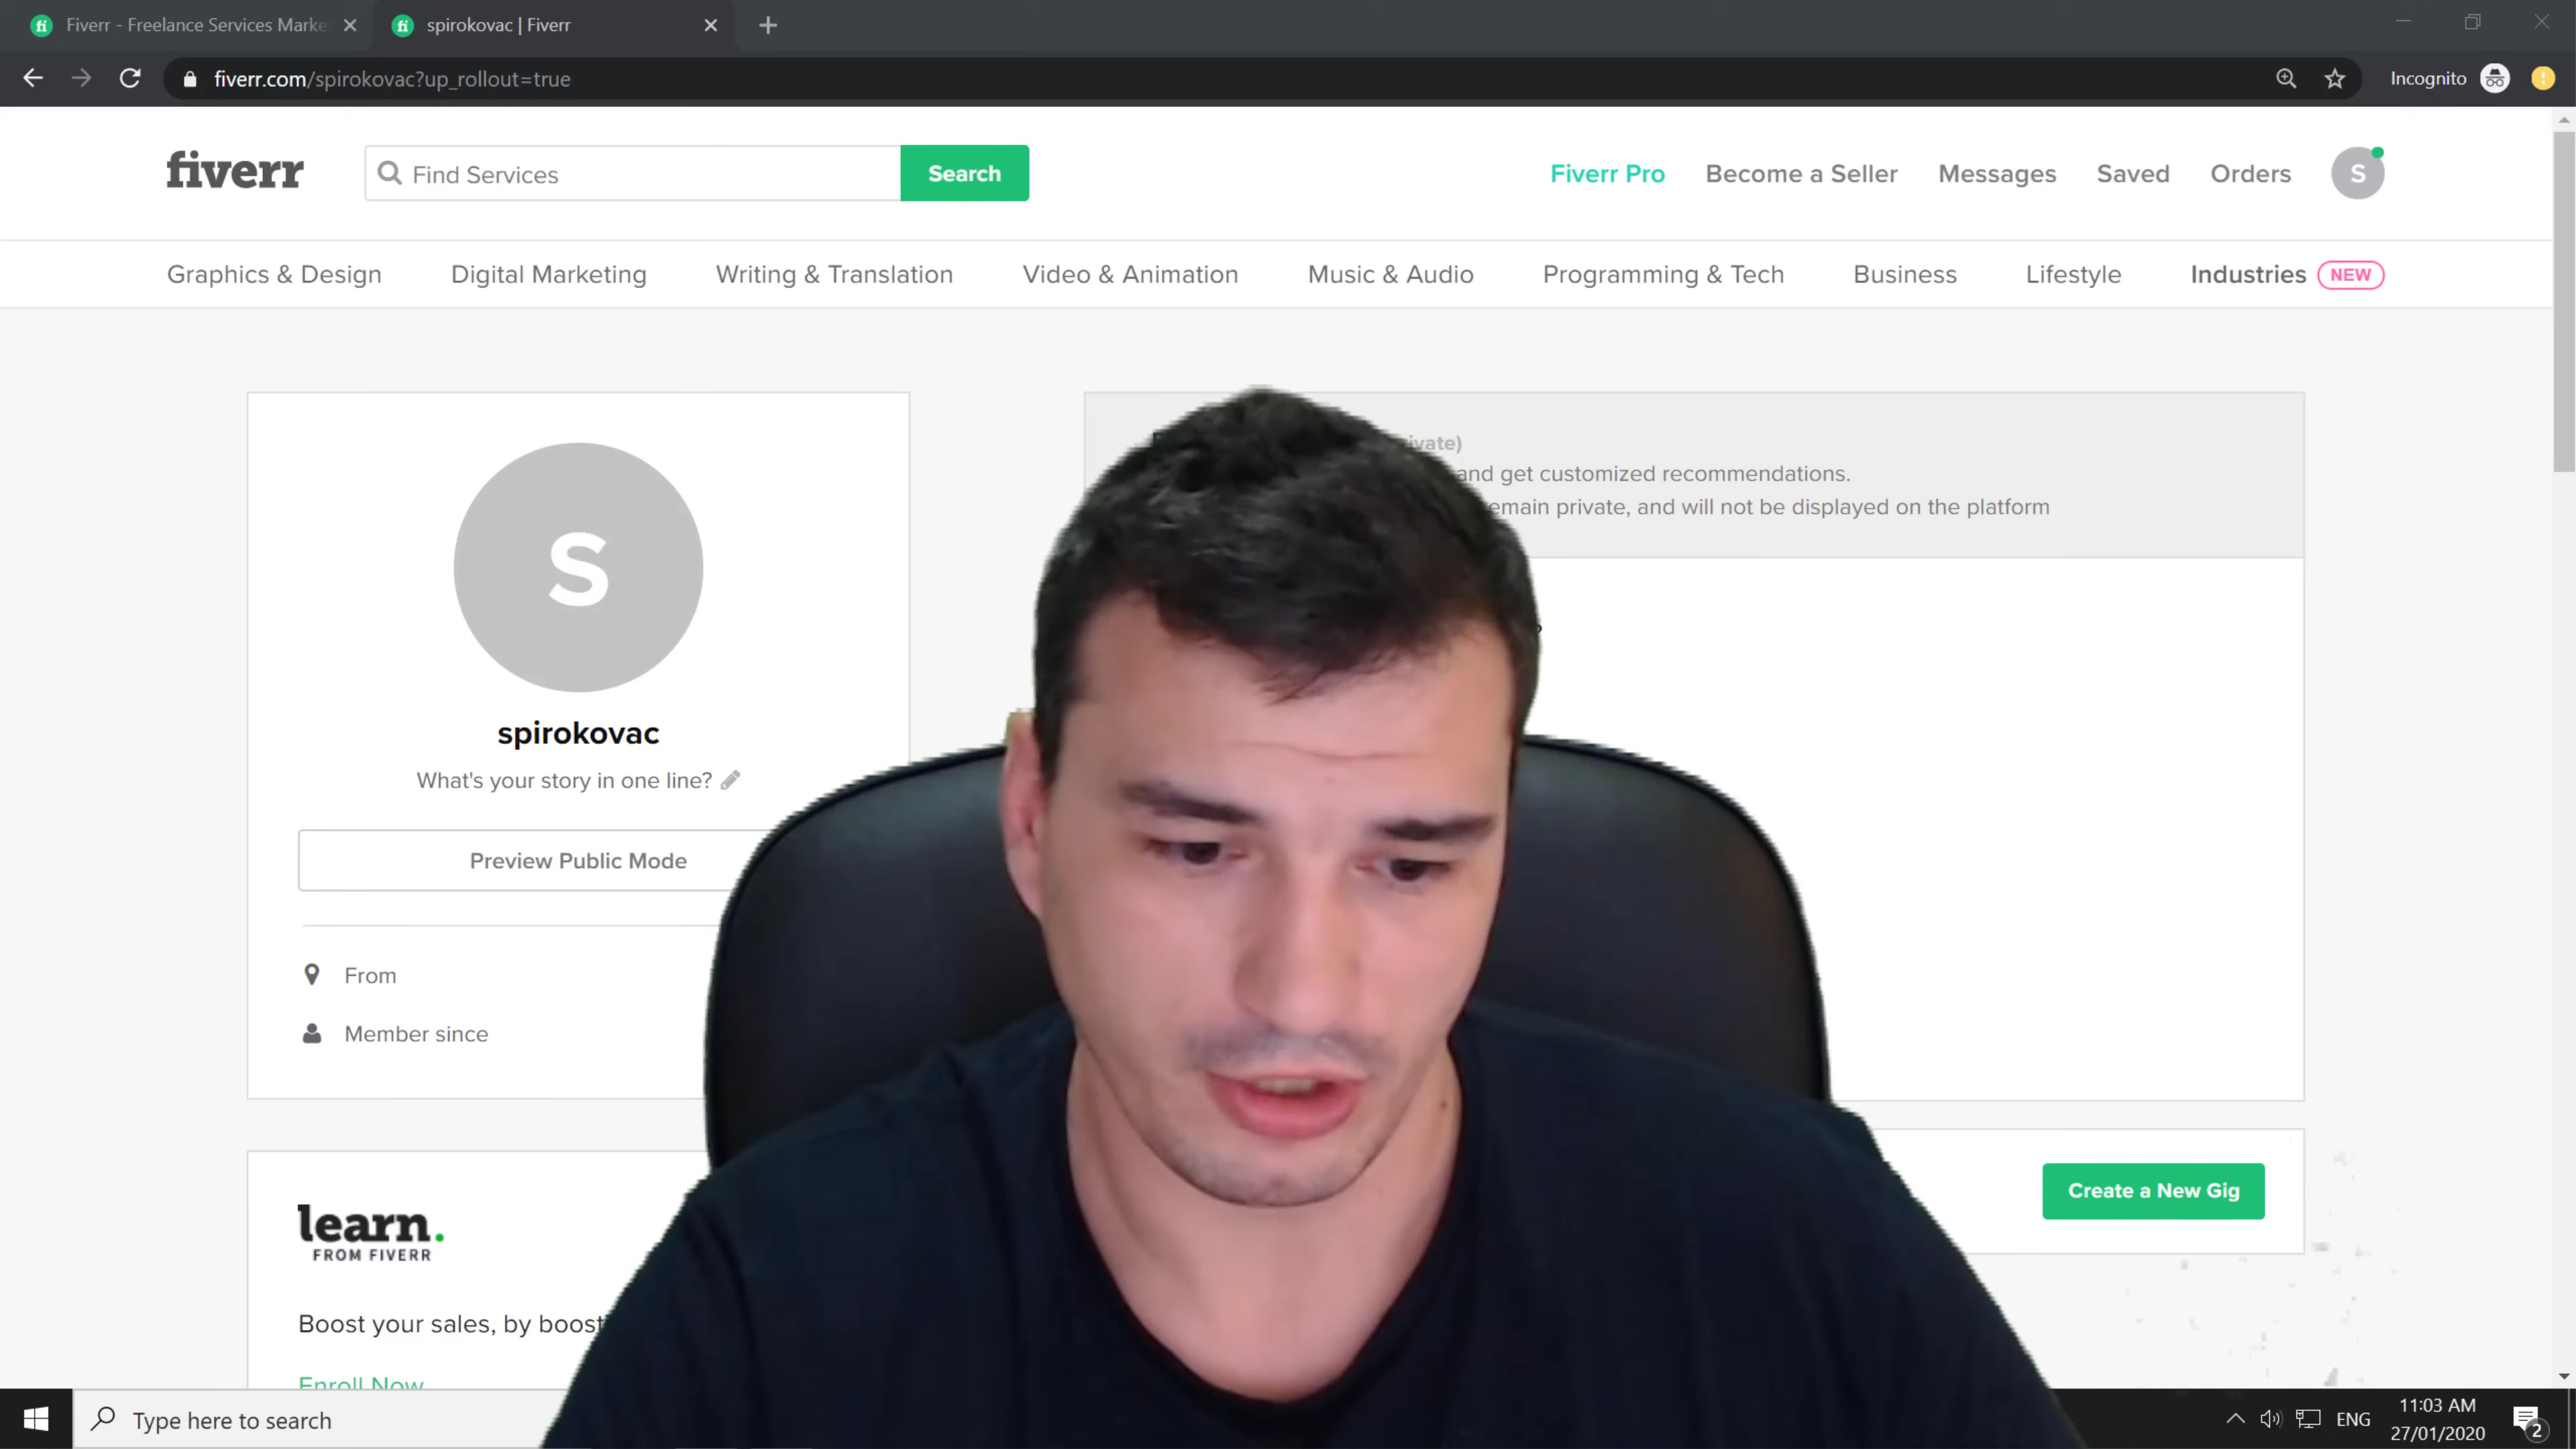 Fiverr - Freelance Services Marke
spirokovac | Fiverr
fiverr.com/spirokovac?up_rollout=true
Incognito
fiverr
Find Services
Search
Fiverr Pro
Become a Seller
Messages
Saved
Orders
S
Graphics & Design
Digital Marketing
Writing & Translation
Video & Animation
Music & Audio
Programming & Tech
Business
Lifestyle
Industries NEW
S
spirokovac
What's your story in one line?
Preview Public Mode
From
Member since
and get customized recommendations.
private, and will not be displayed on the platform
Create a New Gig
learn.
FROM FIVERR
Boost your sales, by
Enroll Now
Type here to search
ENG
11:03 AM
27/01/2020
2